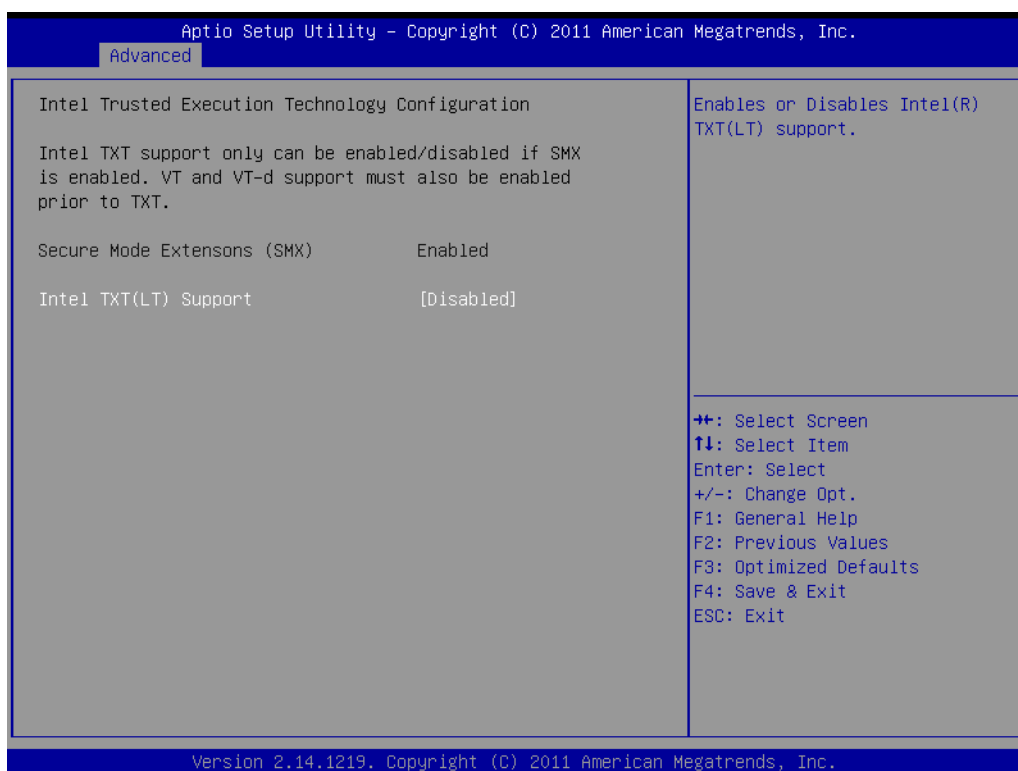 Aptio Setup Utility – Copyright (C) 2011 American Megatrends, Inc.
Advanced
Intel Trusted Execution Technology Configuration
Intel TXT support only can be enabled/disabled if SMX
is enabled. VT and VT-d support must also be enabled
prior to TXT.
Secure Mode Extensons (SMX) Enabled
Intel TXT(LT) Support [Disabled]
Enables or Disables Intel(R)
TXT(LT) support.
→←: Select Screen
↑↓: Select Item
Enter: Select
+/-: Change Opt.
F1: General Help
F2: Previous Values
F3: Optimized Defaults
F4: Save & Exit
ESC: Exit
Version 2.14.1219. Copyright (C) 2011 American Megatrends, Inc.